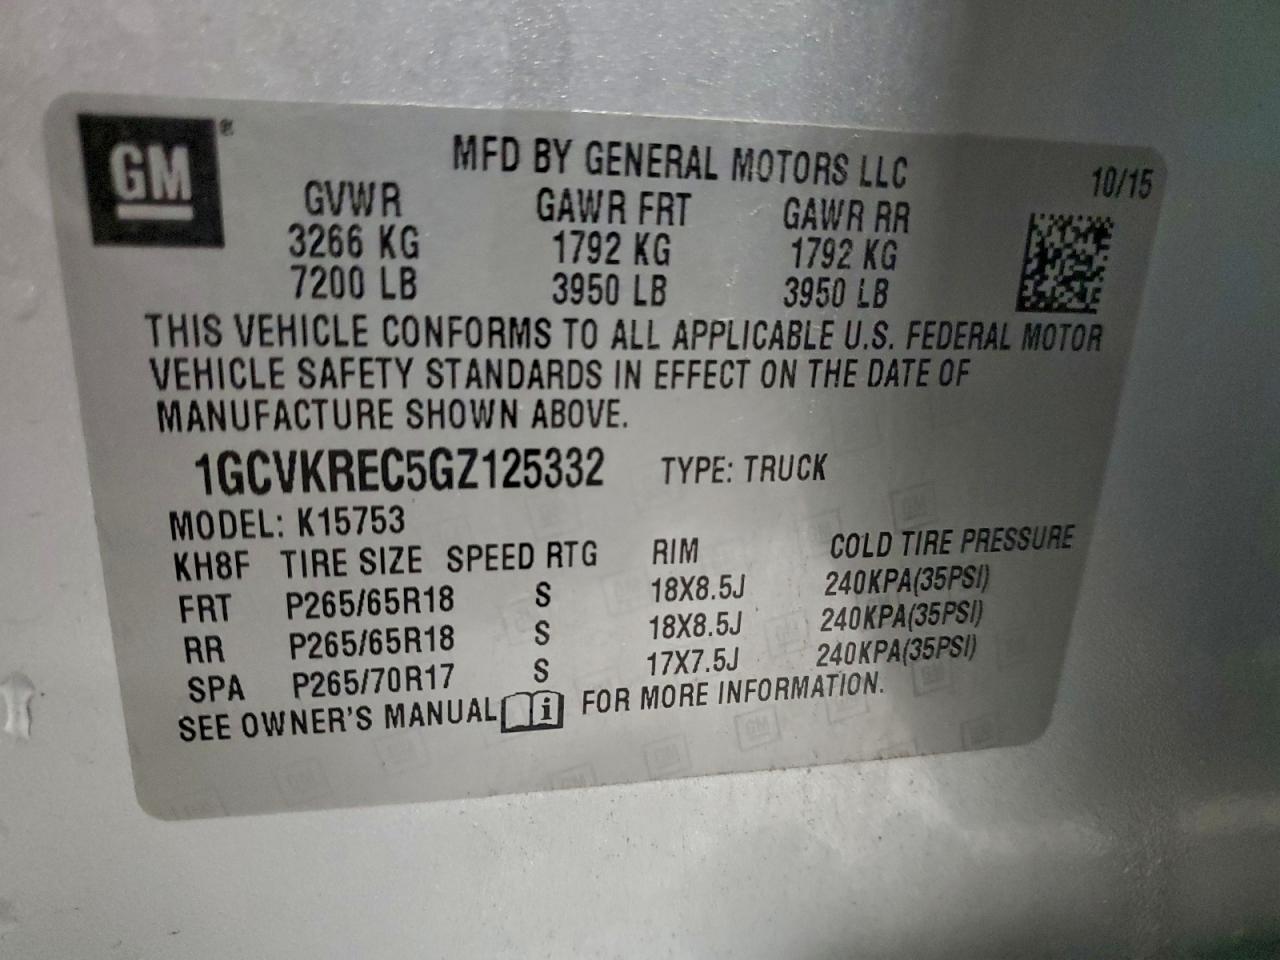 GM ®
MFD BY GENERAL MOTORS LLC 10/15
GVWR GAWR FRT GAWR RR
3266 KG 1792 KG 1792 KG
7200 LB 3950 LB 3950 LB
THIS VEHICLE CONFORMS TO ALL APPLICABLE U.S. FEDERAL MOTOR
VEHICLE SAFETY STANDARDS IN EFFECT ON THE DATE OF
MANUFACTURE SHOWN ABOVE.
1GCVKREC5GZ125332 TYPE: TRUCK
MODEL: K15753
KH8F TIRE SIZE SPEED RTG RIM COLD TIRE PRESSURE
FRT P265/65R18 S 18X8.5J 240KPA(35PSI)
RR P265/65R18 S 18X8.5J 240KPA(35PSI)
SPA P265/70R17 S 17X7.5J 240KPA(35PSI)
SEE OWNER'S MANUAL i FOR MORE INFORMATION.